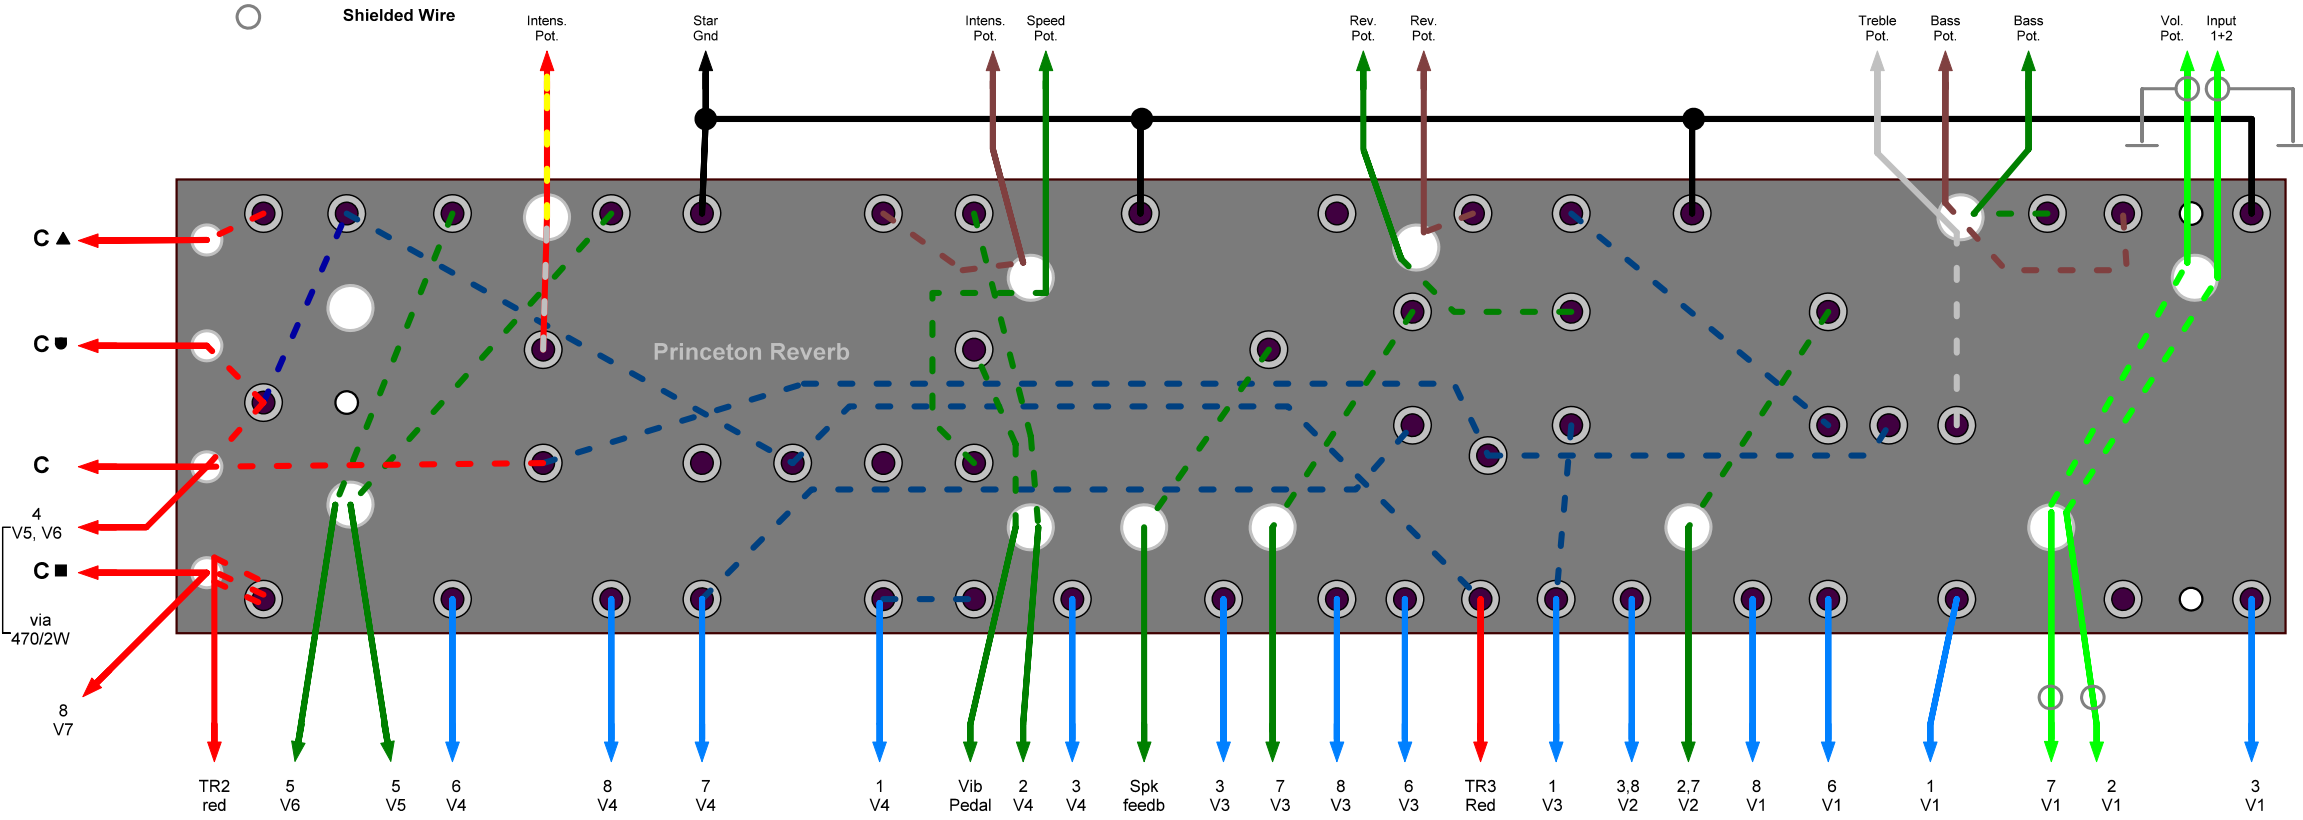 Shielded Wire
Intens.
Pot.
Star
Gnd
Intens.
Pot.
Speed
Pot.
Rev.
Pot.
Rev.
Pot.
Treble
Pot.
Bass
Pot.
Bass
Pot.
Vol.
Pot.
Input
1+2
C
C
Princeton Reverb
C
4
V5, V6
C
via
470/2W
8
V7
TR2
red
5
V6
5
V5
6
V4
8
V4
7
V4
1
V4
Vib
Pedal
2
V4
3
V4
Spk
feedb
3
V3
7
V3
8
V3
6
V3
TR3
Red
1
V3
3,8
V2
2,7
V2
8
V1
6
V1
1
V1
7
V1
2
V1
3
V1